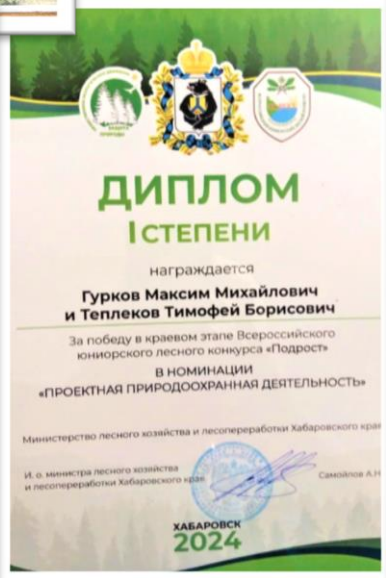 ДИПЛОМ
I СТЕПЕНИ
награждается
Гурков Максим Михайлович
и Теплеков Тимофей Борисович
За победу в краевом этапе Всероссийского
юниорского лесного конкурса «Подрост»
В НОМИНАЦИИ
«ПРОЕКТНАЯ ПРИРОДООХРАННАЯ ДЕЯТЕЛЬНОСТЬ»
Министерство лесного хозяйства и лесопереработки Хабаровского края
И. о. министра лесного хозяйства
и лесопереработки Хабаровского края
Самойлов А.Н
ХАБАРОВСК
2024